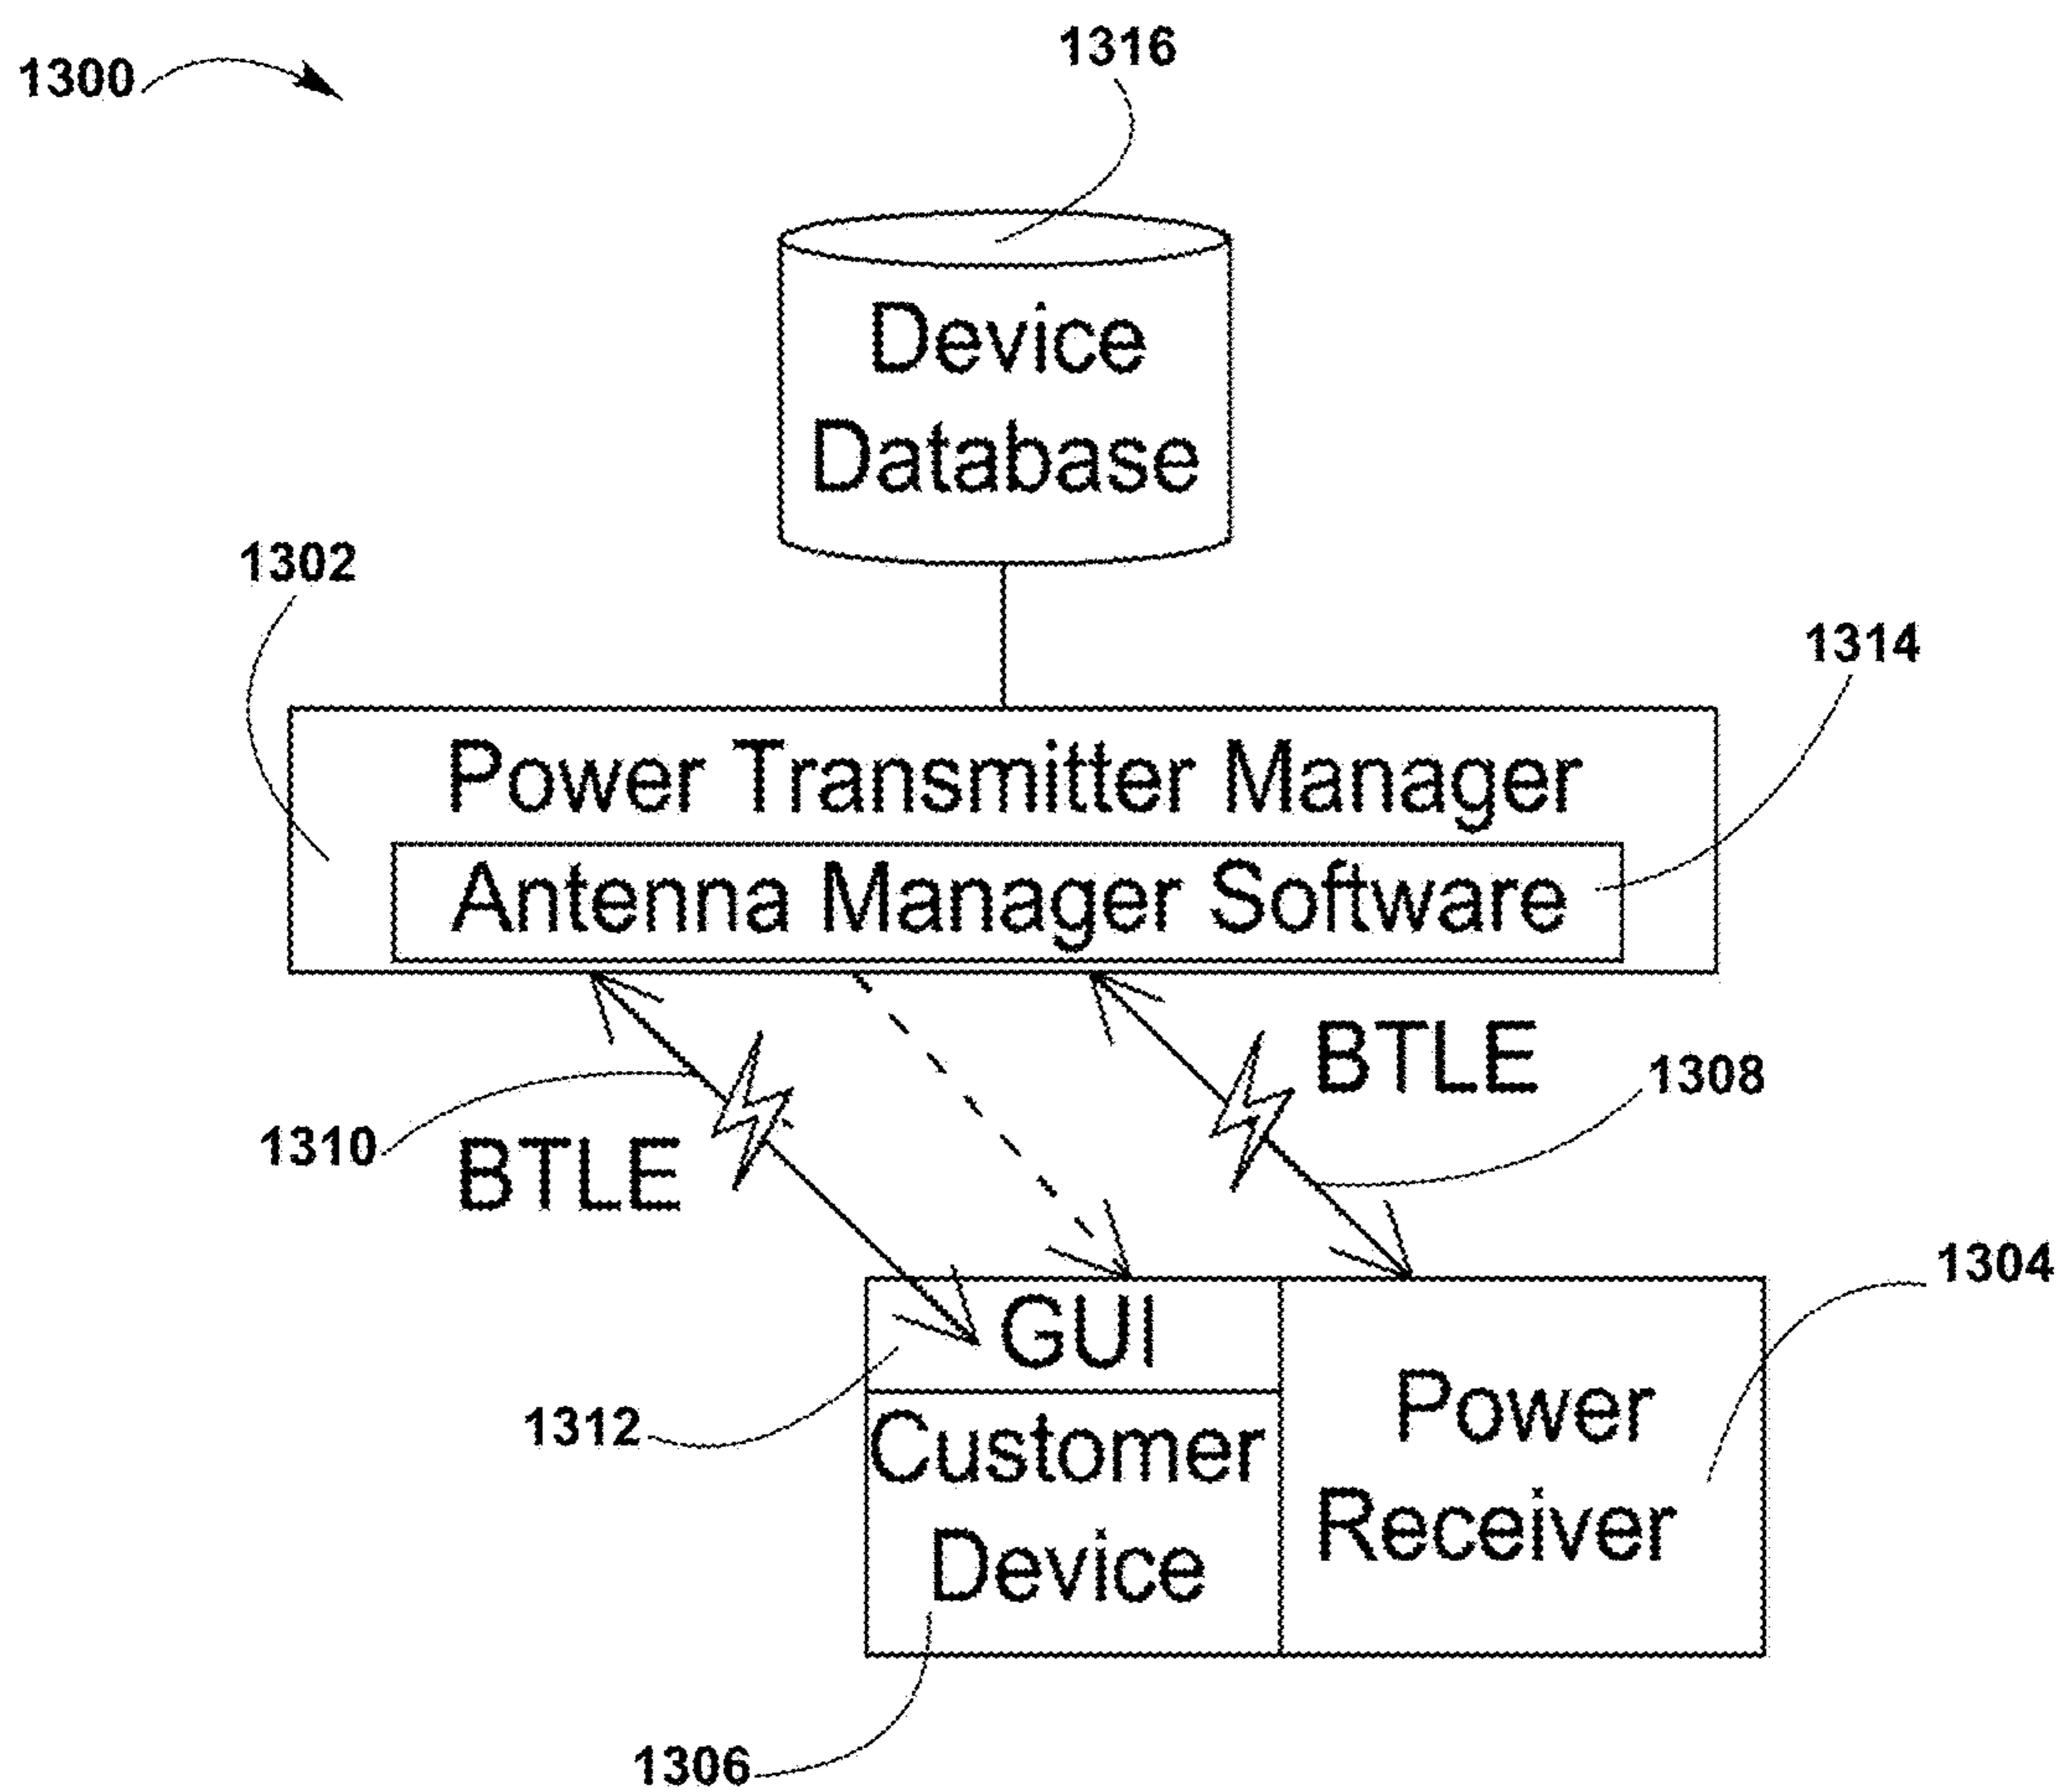 1300
1316
Device
Database
1302
1314
Power Transmitter Manager
Antenna Manager Software
BTLE
1308
1310
BTLE
1304
GUI
1312
Customer
Device
Power
Receiver
1306